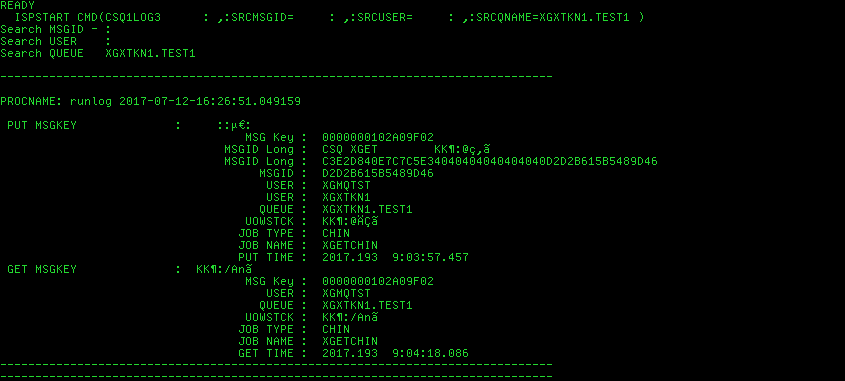 READY
ISPSTART CMD(CSQ1LOG3 : ,:SRCMSGID= : ,:SRCUSER= : ,:SRCQNAME=XGXTKN1.TEST1 )
Search MSGID - :
Search USER :
Search QUEUE XGXTKN1.TEST1
-------------------------------------------------------------------------------
PROCNAME: runlog 2017-07-12-16:26:51.049159
PUT MSGKEY : ::µ€:
MSG Key : 0000000102A09F02
MSGID Long : CSQ XGET KK¶:@ç,ã
MSGID Long : C3E2D840E7C7C5E34040404040404040D2D2B615B5489D46
MSGID : D2D2B615B5489D46
USER : XGMQTST
USER : XGXTKN1
QUEUE : XGXTKN1.TEST1
UOWSTCK : KK¶:@ÄÇã
JOB TYPE : CHIN
JOB NAME : XGETCHIN
PUT TIME : 2017.193 9:03:57.457
GET MSGKEY : KK¶:/Anã
MSG Key : 0000000102A09F02
USER : XGMQTST
QUEUE : XGXTKN1.TEST1
UOWSTCK : KK¶:/Anã
JOB TYPE : CHIN
JOB NAME : XGETCHIN
GET TIME : 2017.193 9:04:18.086
-------------------------------------------------------------------------------
-------------------------------------------------------------------------------